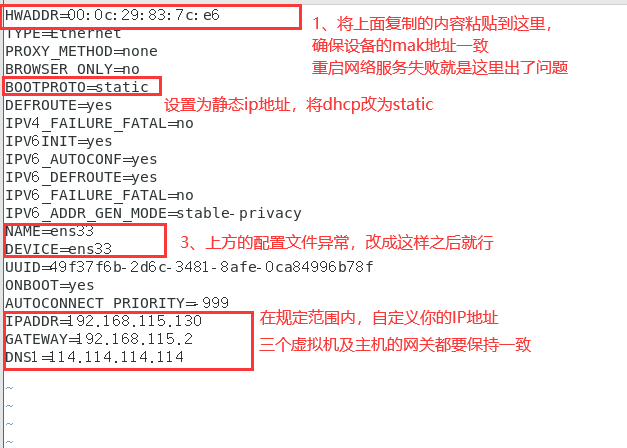 HWADDR=00:0c:29:83:7c:e6
1、将上面复制的内容粘贴到这里，
确保设备的mak地址一致
重启网络服务失败就是这里出了问题
TYPE=Ethernet
PROXY_METHOD=none
BROWSER_ONLY=no
BOOTPROTO=static
设置为静态ip地址，将dhcp改为static
DEFROUTE=yes
IPV4_FAILURE_FATAL=no
IPV6INIT=yes
IPV6_AUTOCONF=yes
IPV6_DEFROUTE=yes
IPV6_FAILURE_FATAL=no
IPV6_ADDR_GEN_MODE=stable-privacy
NAME=ens33
DEVICE=ens33
3、上方的配置文件异常，改成这样之后就行
UUID=49f37f6b-2d6c-3481-8afe-0ca84996b78f
ONBOOT=yes
AUTOCONNECT_PRIORITY=-999
IPADDR=192.168.115.130
GATEWAY=192.168.115.2
DNS1=114.114.114.114
在规定范围内，自定义你的IP地址
三个虚拟机及主机的网关都要保持一致
~
~
~
~